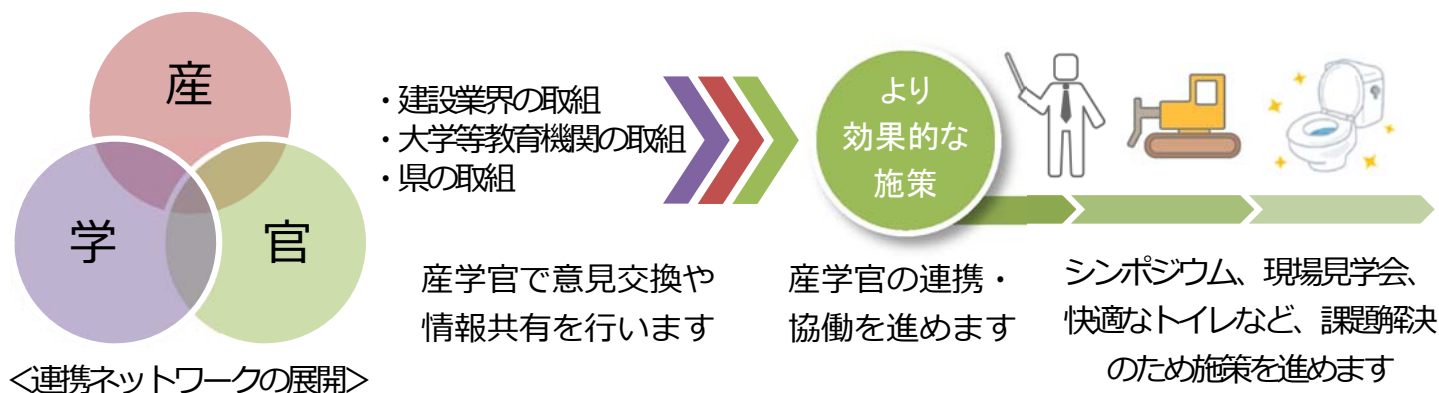 産
学
官
<連携ネットワークの展開>
・建設業界の取組
・大学等教育機関の取組
・県の取組
産学官で意見交換や
情報共有を行います
より
効果的な
施策
産学官の連携・
協働を進めます
シンポジウム、現場見学会、
快適なトイレなど、課題解決
のため施策を進めます